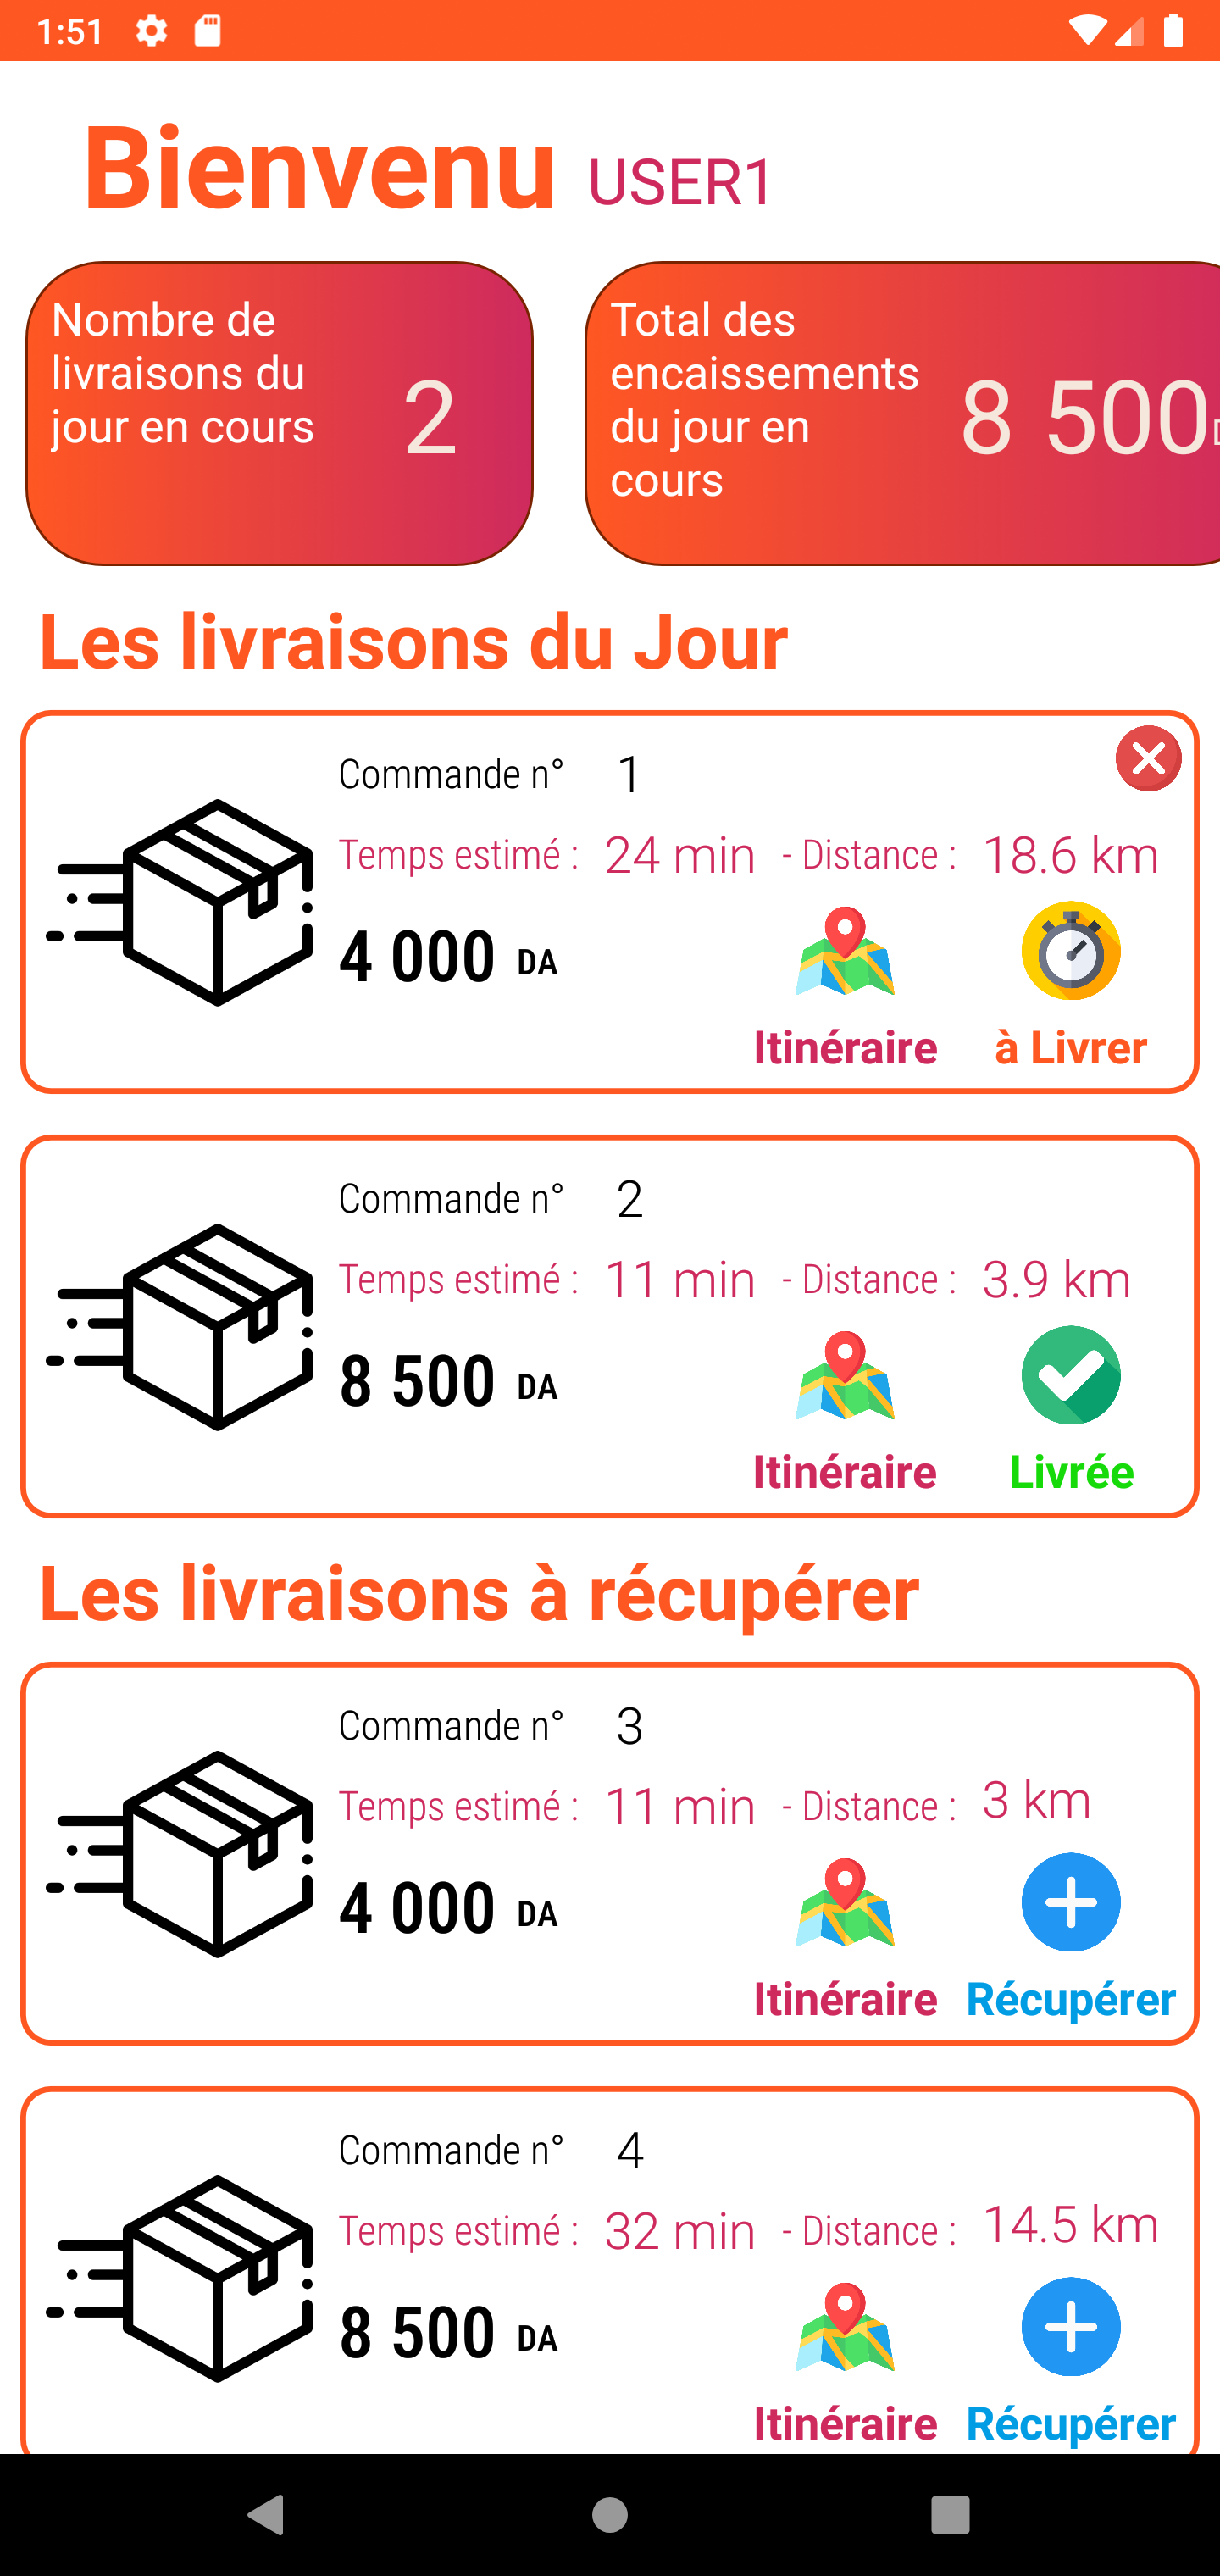 1:51
Bienvenu USER1
Nombre de
livraisons du
jour en cours
2
Total des
encaissements
du jour en
cours
8 500
Les livraisons du Jour
Commande n° 1
Temps estimé : 24 min - Distance : 18.6 km
4 000 DA
Itinéraire à Livrer
Commande n° 2
Temps estimé : 11 min - Distance : 3.9 km
8 500 DA
Itinéraire Livrée
Les livraisons à récupérer
Commande n° 3
Temps estimé : 11 min - Distance : 3 km
4 000 DA
Itinéraire Récupérer
Commande n° 4
Temps estimé : 32 min - Distance : 14.5 km
8 500 DA
Itinéraire Récupérer